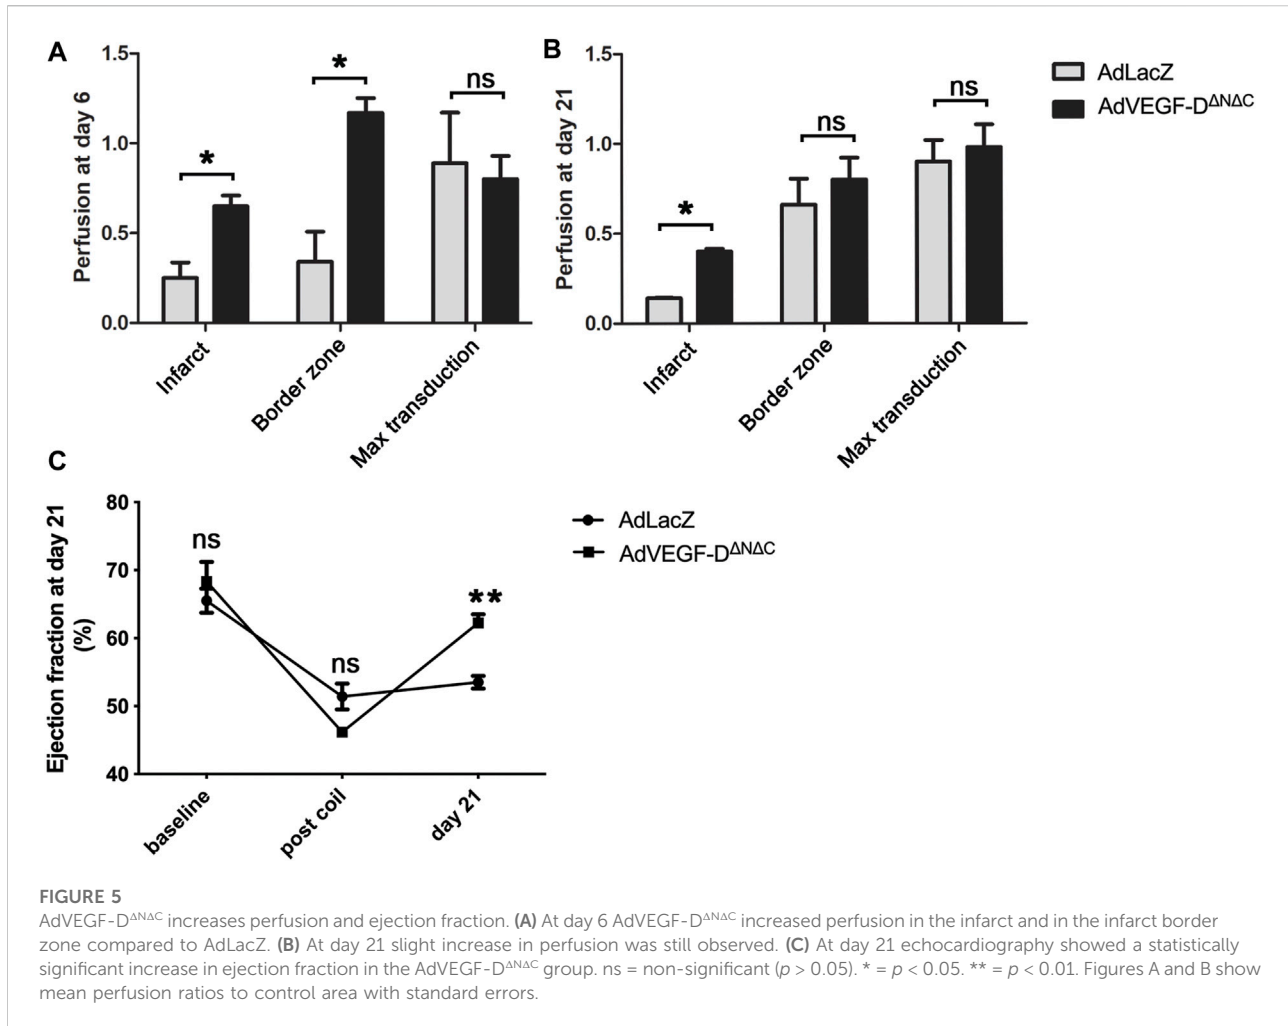 A
Perfusion at day 6
1.5
1.0
0.5
0.0
*
*
ns
Infarct
Border zone
Max transduction
B
Perfusion at day 21
1.5
1.0
0.5
0.0
*
ns
ns
Infarct
Border zone
Max transduction
AdLacZ
AdVEGF-D^ΔNΔC
C
Ejection fraction at day 21
(%)
80
70
60
50
40
ns
ns
**
baseline
post coil
day 21
AdLacZ
AdVEGF-D^ΔNΔC
FIGURE 5
AdVEGF-D^ΔNΔC increases perfusion and ejection fraction. (A) At day 6 AdVEGF-D^ΔNΔC increased perfusion in the infarct and in the infarct border
zone compared to AdLacZ. (B) At day 21 slight increase in perfusion was still observed. (C) At day 21 echocardiography showed a statistically
significant increase in ejection fraction in the AdVEGF-D^ΔNΔC group. ns = non-significant (p > 0.05). * = p < 0.05. ** = p < 0.01. Figures A and B show
mean perfusion ratios to control area with standard errors.